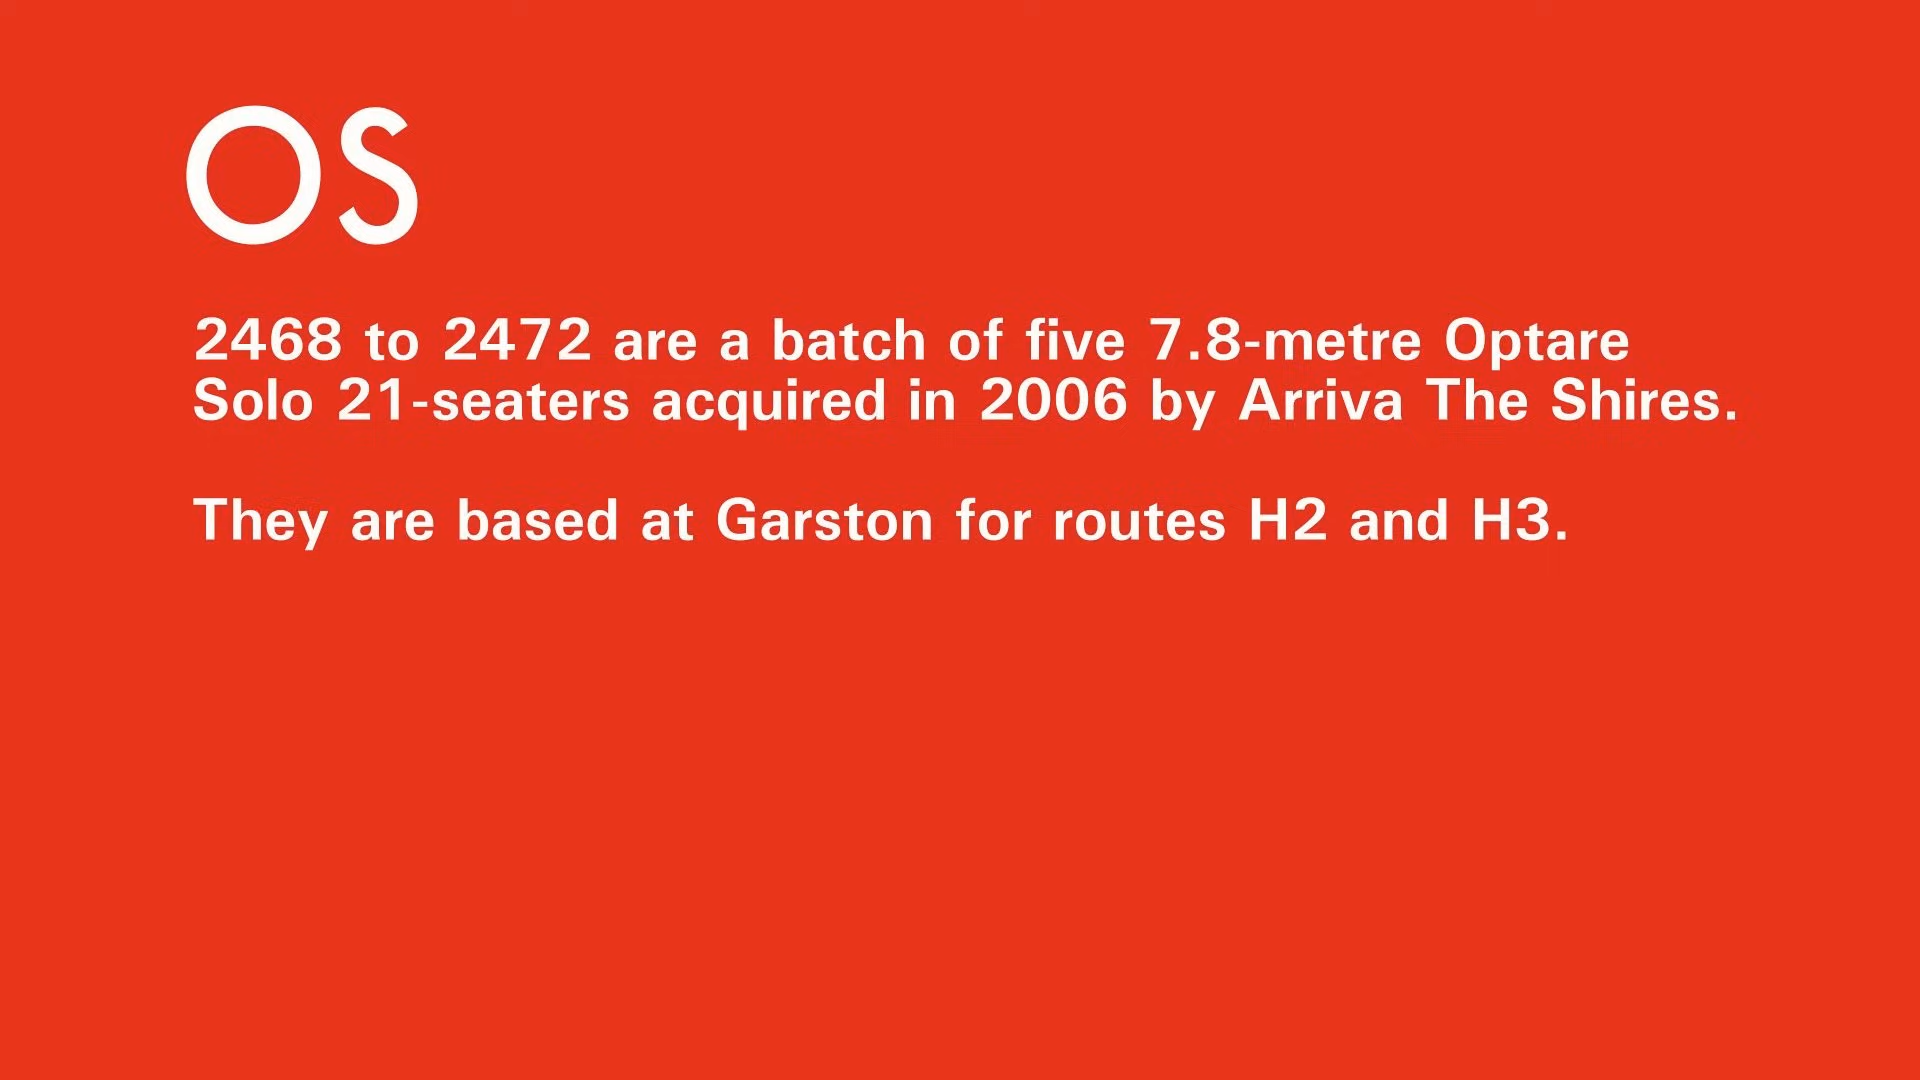 OS
2468 to 2472 are a batch of five 7.8-metre Optare
Solo 21-seaters acquired in 2006 by Arriva The Shires.
They are based at Garston for routes H2 and H3.